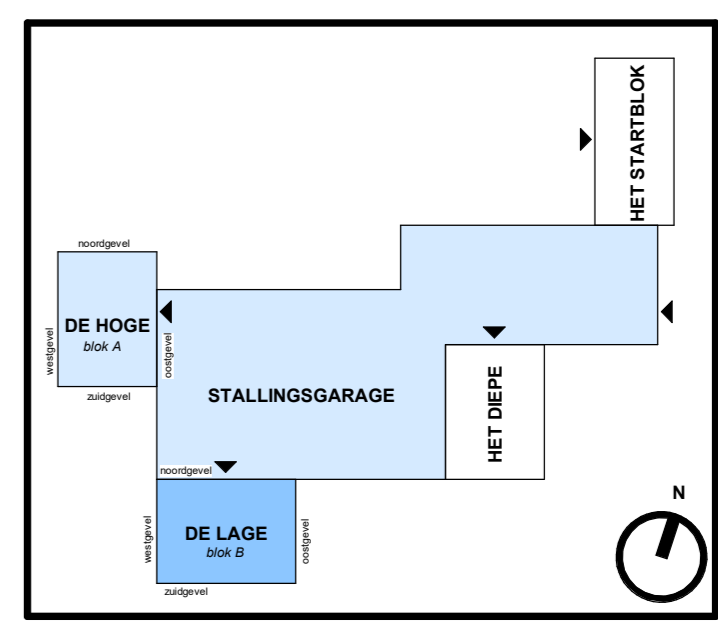 HET STARTBLOK
noordgevel
DE HOGE
blok A
westgevel
oostgevel
zuidgevel
STALLINGSGARAGE
HET DIEPE
noordgevel
DE LAGE
blok B
westgevel
oostgevel
zuidgevel
N